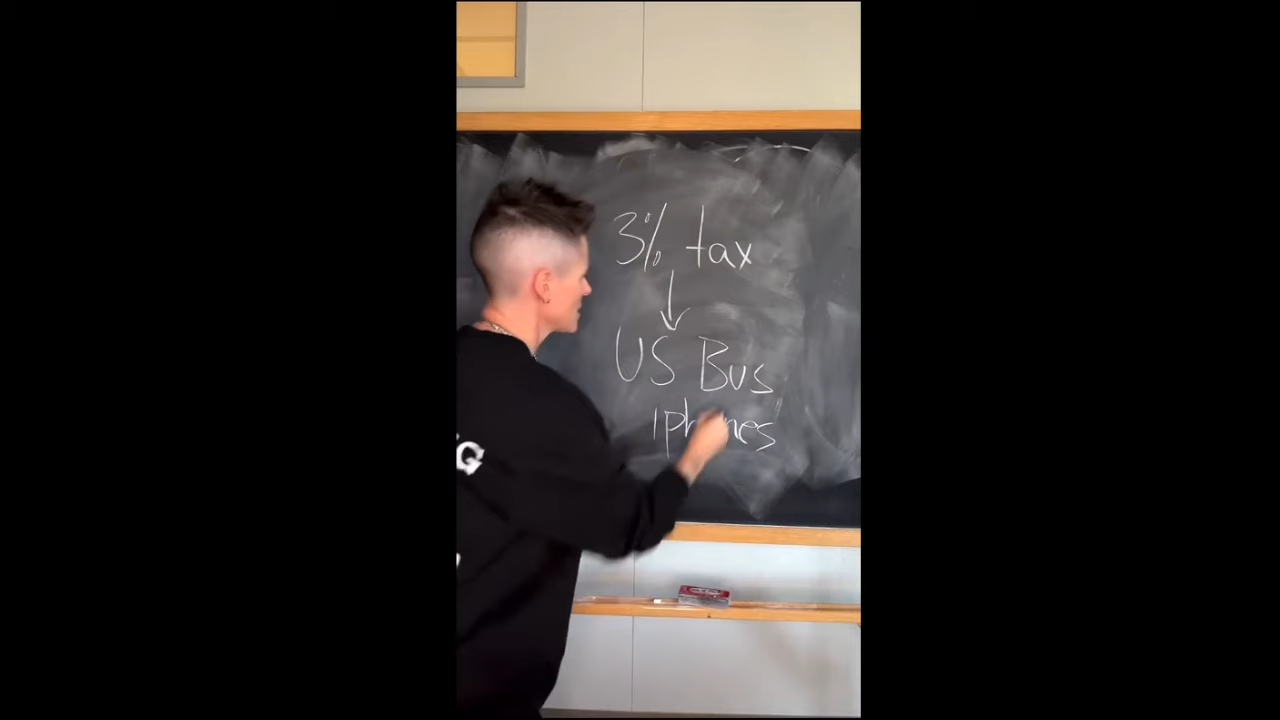 3% tax
↓
US Bus
iphones
Q